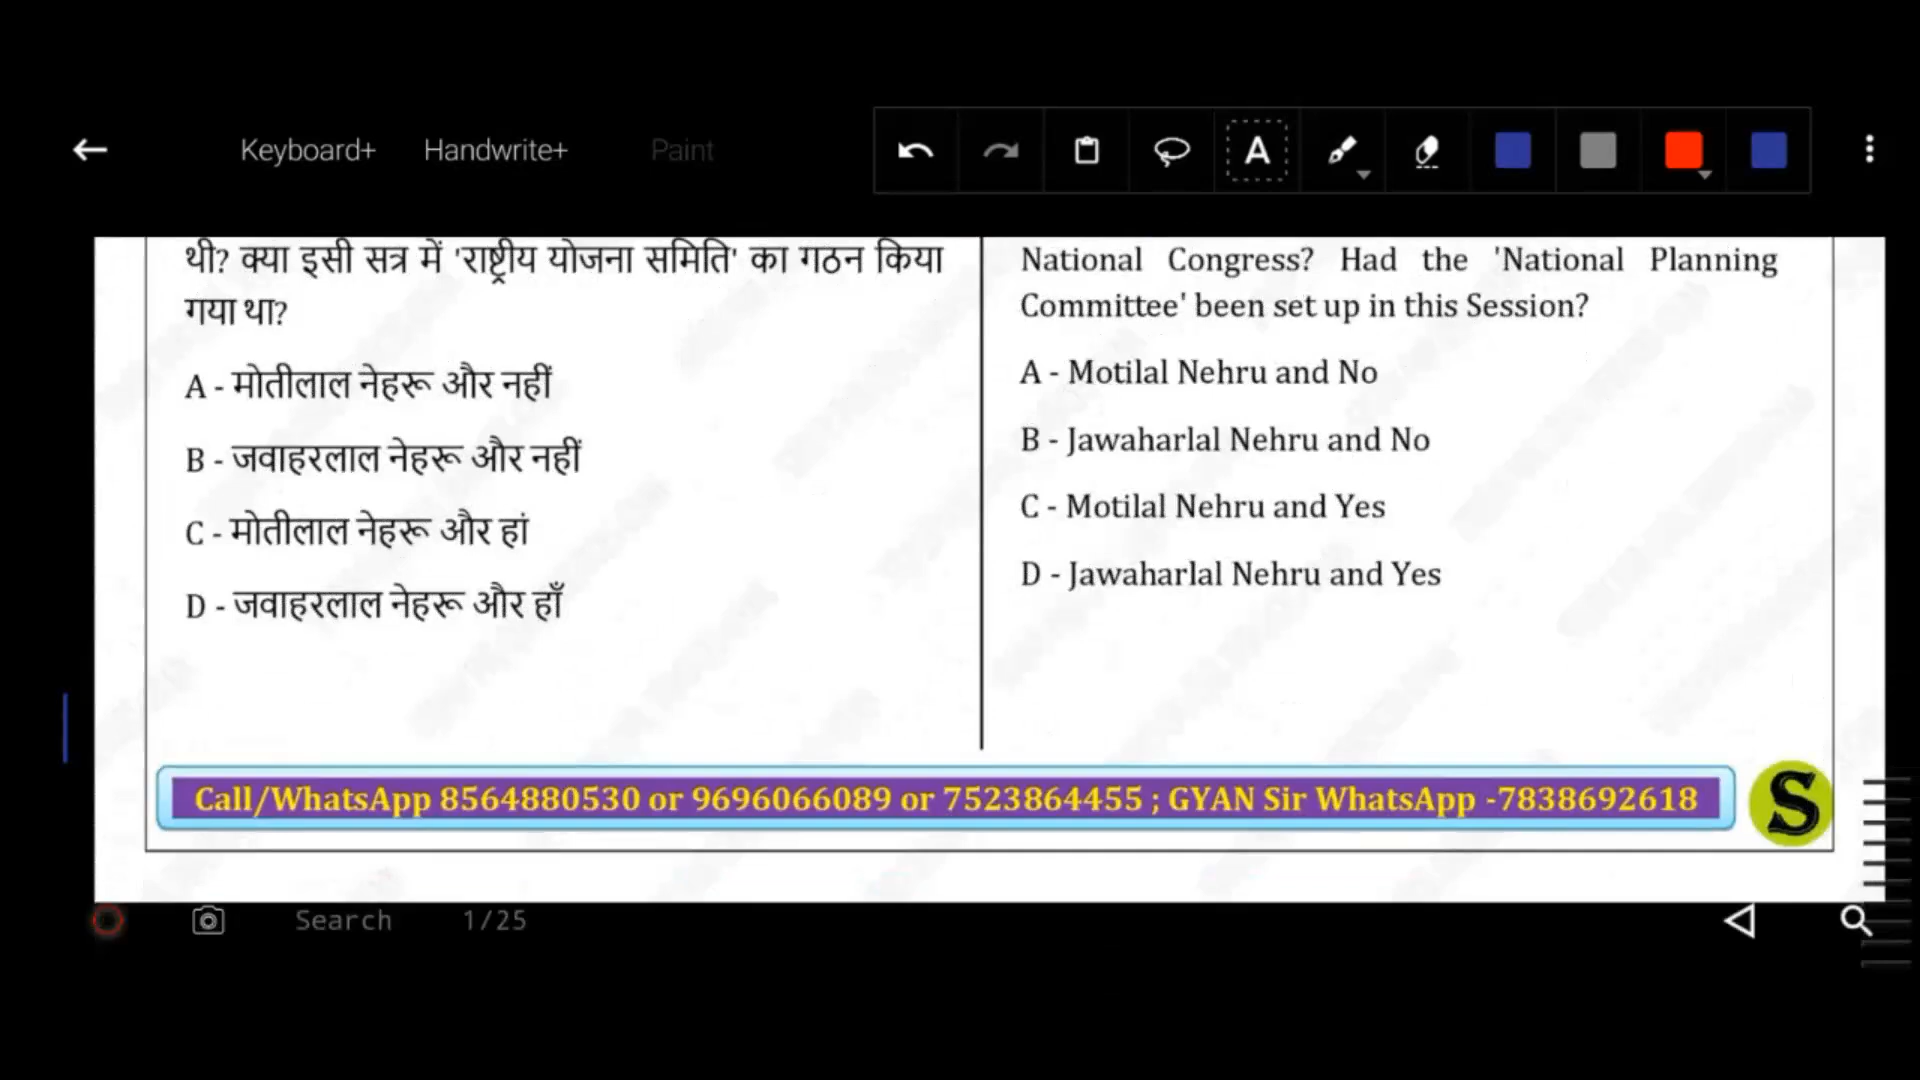 Keyboard+ Handwrite+ Paint A
थी? क्या इसी सत्र में 'राष्ट्रीय योजना समिति' का गठन किया
गया था?
A - मोतीलाल नेहरू और नहीं
B - जवाहरलाल नेहरू और नहीं
C - मोतीलाल नेहरू और हां
D - जवाहरलाल नेहरू और हाँ
National Congress? Had the 'National Planning
Committee' been set up in this Session?
A - Motilal Nehru and No
B - Jawaharlal Nehru and No
C - Motilal Nehru and Yes
D - Jawaharlal Nehru and Yes
Call/WhatsApp 8564880530 or 9696066089 or 7523864455 ; GYAN Sir WhatsApp -7838692618
S
Search 1/25